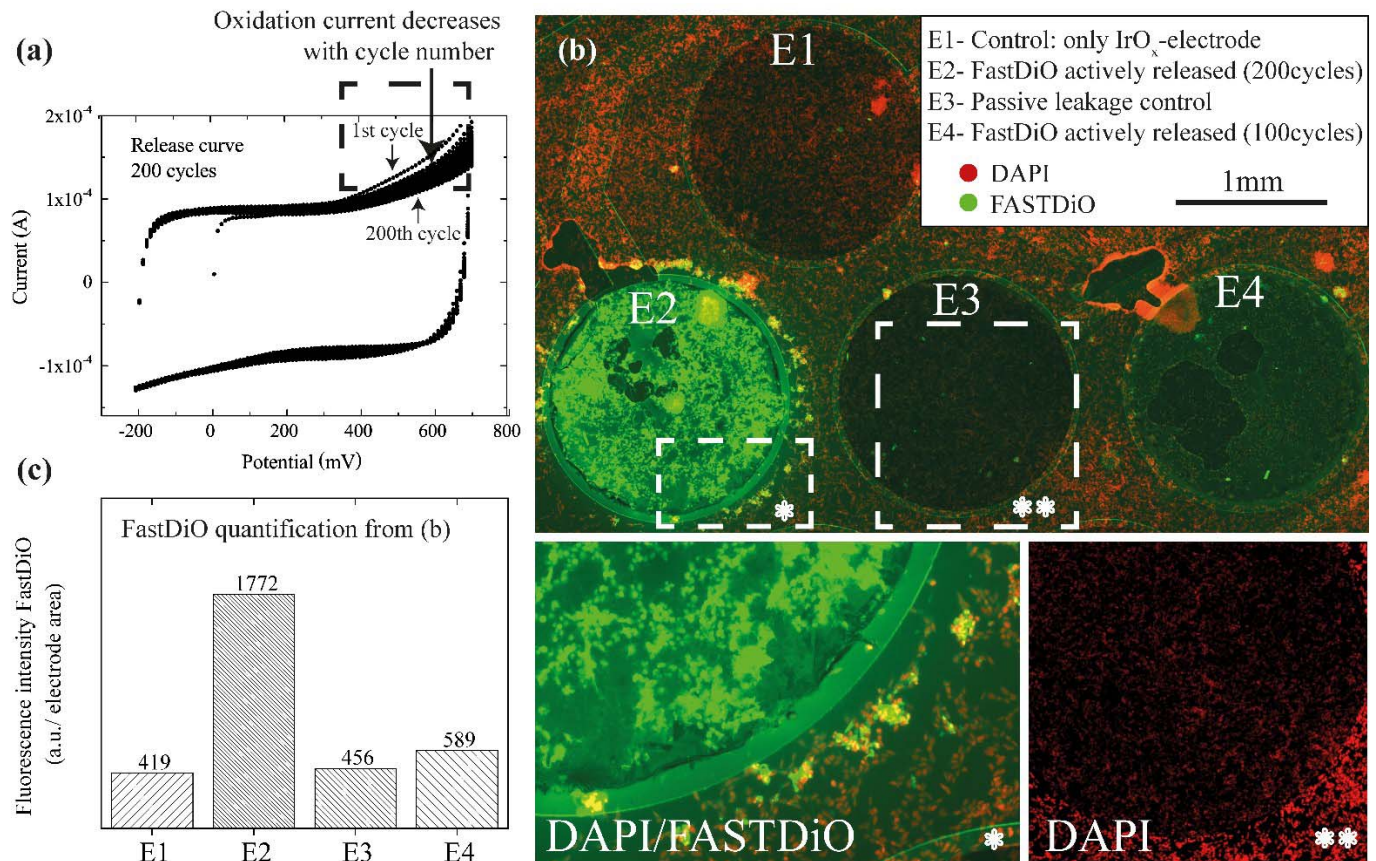 (a)
Oxidation current decreases
with cycle number
2x10⁻⁴
1x10⁻⁴
0
-1x10⁻⁴
Current (A)
Release curve
200 cycles
1st cycle
200th cycle
-200
0
200
400
600
800
Potential (mV)
(b)
E1
E2
E3
E4
E1- Control: only IrOₓ-electrode
E2- FastDiO actively released (200cycles)
E3- Passive leakage control
E4- FastDiO actively released (100cycles)
DAPI
FASTDiO
1mm
*
**
DAPI/FASTDiO
*
DAPI
**
(c)
FastDiO quantification from (b)
Fluorescence intensity FastDiO
(a.u./ electrode area)
419
1772
456
589
E1
E2
E3
E4